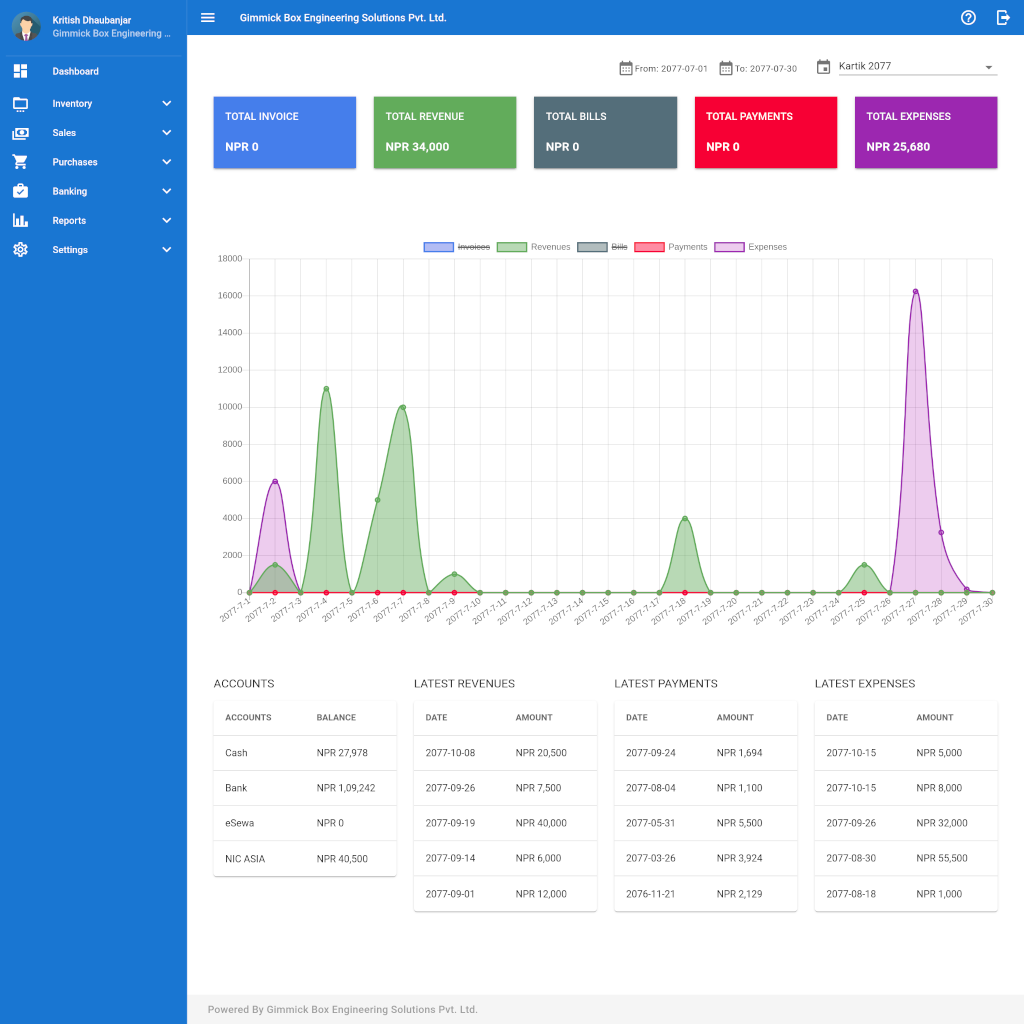 Kritish Dhaubanjar
Gimmick Box Engineering ...
Gimmick Box Engineering Solutions Pvt. Ltd.
Dashboard
Inventory
Sales
Purchases
Banking
Reports
Settings
From: 2077-07-01 To: 2077-07-30 Kartik 2077
TOTAL INVOICE TOTAL REVENUE TOTAL BILLS TOTAL PAYMENTS TOTAL EXPENSES
NPR 0 NPR 34,000 NPR 0 NPR 0 NPR 25,680
Invoices Revenues Bills Payments Expenses
18000
16000
14000
12000
10000
8000
6000
4000
2000
0
2077-7-1 2077-7-2 2077-7-3 2077-7-4 2077-7-5 2077-7-6 2077-7-7 2077-7-8 2077-7-9 2077-7-10 2077-7-11 2077-7-12 2077-7-13 2077-7-14 2077-7-15 2077-7-16 2077-7-17 2077-7-18 2077-7-19 2077-7-20 2077-7-21 2077-7-22 2077-7-23 2077-7-24 2077-7-25 2077-7-26 2077-7-27 2077-7-28 2077-7-29 2077-7-30
ACCOUNTS LATEST REVENUES LATEST PAYMENTS LATEST EXPENSES
ACCOUNTS BALANCE DATE AMOUNT DATE AMOUNT DATE AMOUNT
Cash NPR 27,978 2077-10-08 NPR 20,500 2077-09-24 NPR 1,694 2077-10-15 NPR 5,000
Bank NPR 1,09,242 2077-09-26 NPR 7,500 2077-08-04 NPR 1,100 2077-10-15 NPR 8,000
eSewa NPR 0 2077-09-19 NPR 40,000 2077-05-31 NPR 5,500 2077-09-26 NPR 32,000
NIC ASIA NPR 40,500 2077-09-14 NPR 6,000 2077-03-26 NPR 3,924 2077-08-30 NPR 55,500
2077-09-01 NPR 12,000 2076-11-21 NPR 2,129 2077-08-18 NPR 1,000
Powered By Gimmick Box Engineering Solutions Pvt. Ltd.